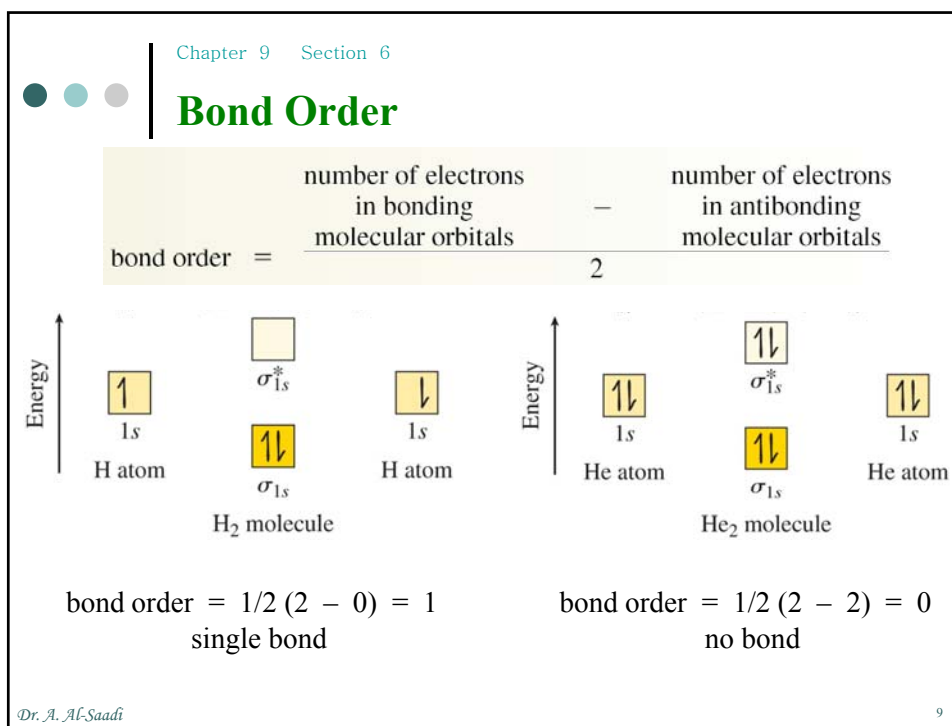 Chapter 9 Section 6
Bond Order
bond order = number of electrons in bonding molecular orbitals − number of electrons in antibonding molecular orbitals
2
Energy
σ*1s
1s
1s
H atom
H atom
σ1s
H2 molecule
Energy
σ*1s
1s
1s
He atom
He atom
σ1s
He2 molecule
bond order = 1/2 (2 – 0) = 1
single bond
bond order = 1/2 (2 – 2) = 0
no bond
Dr. A. Al-Saadi
9